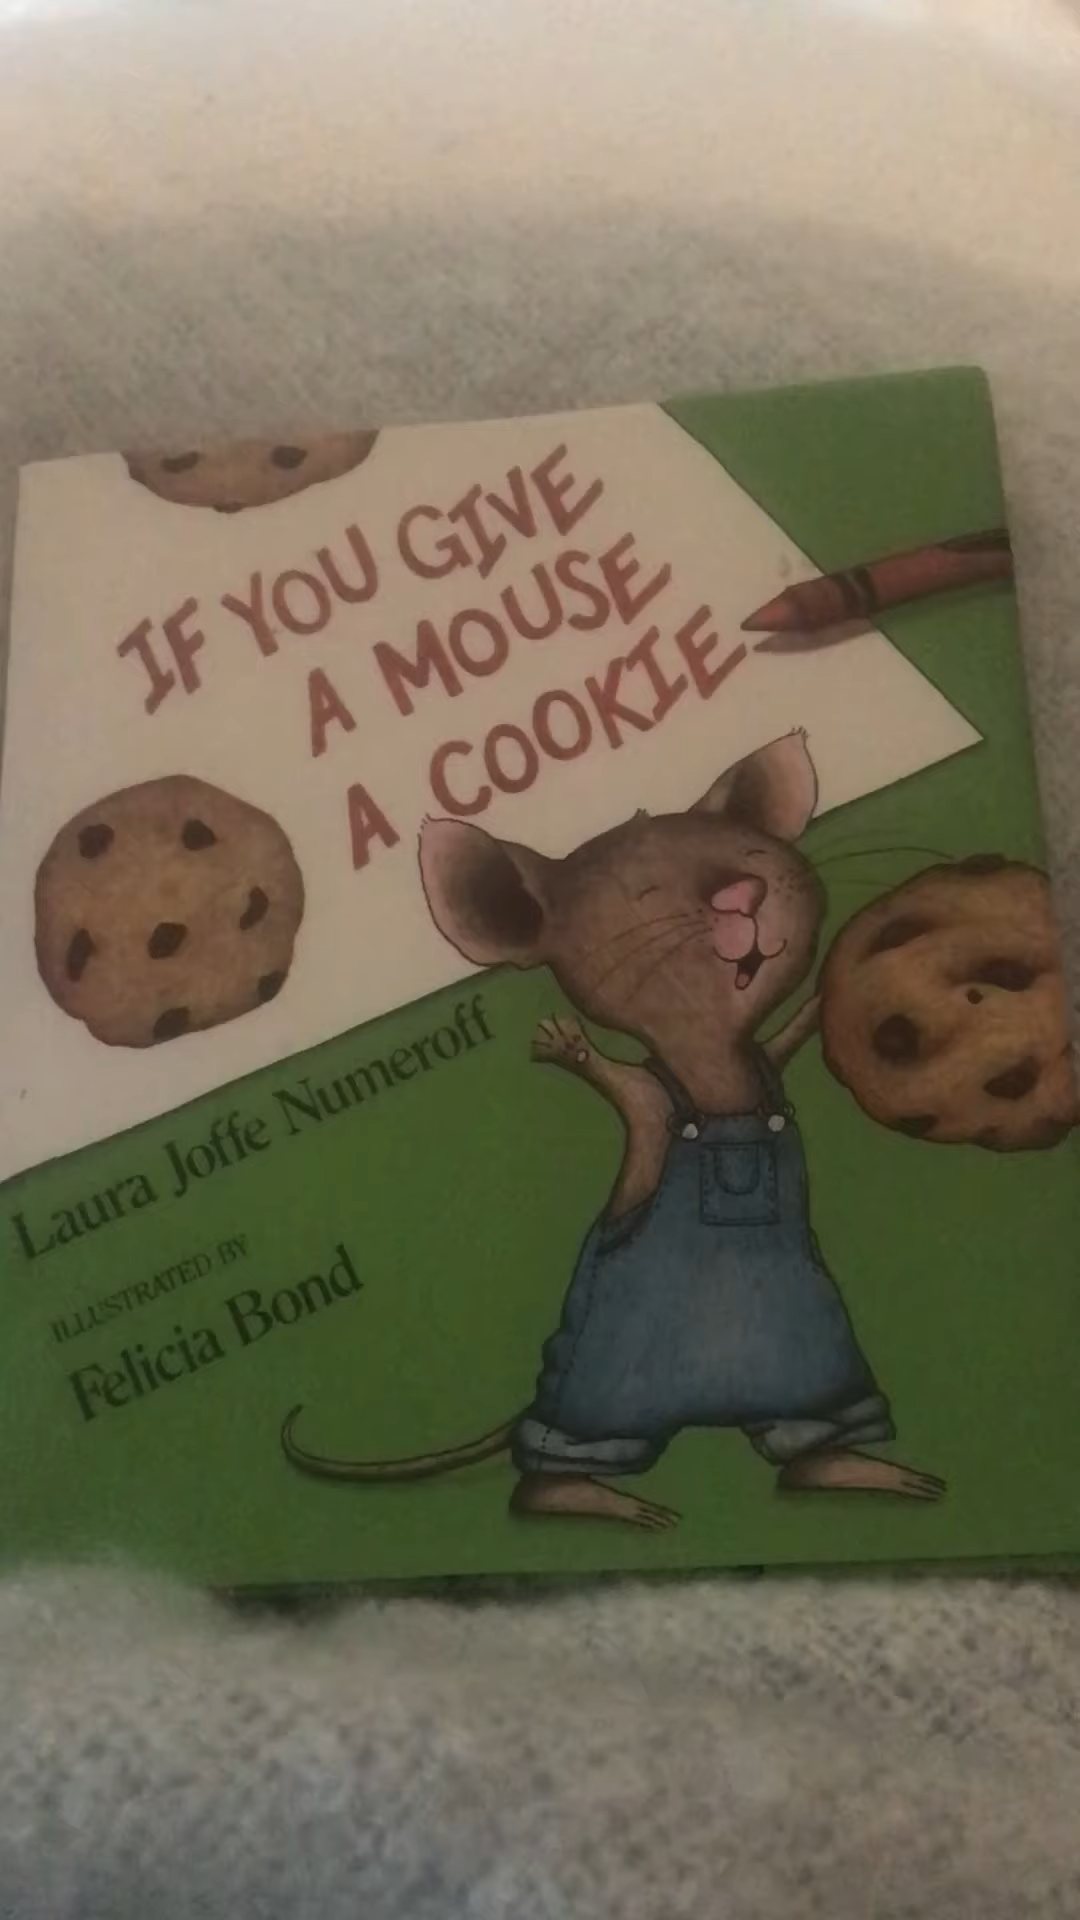 IF YOU GIVE
A MOUSE
A COOKIE
Laura Joffe Numeroff
ILLUSTRATED BY
Felicia Bond